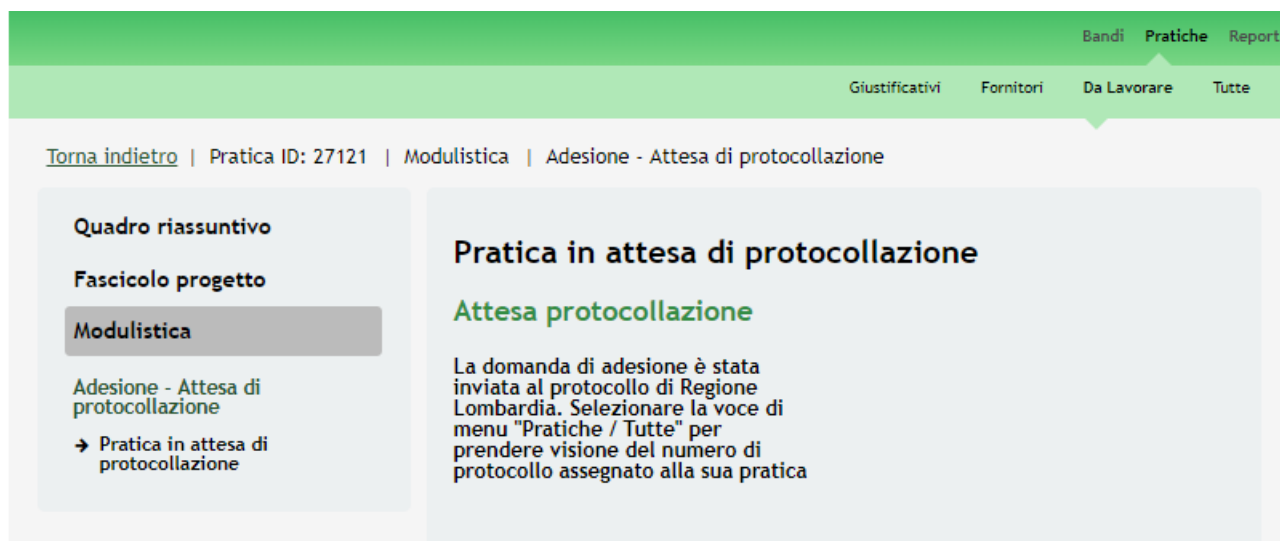 Bandi Pratiche Report
Giustificativi Fornitori Da Lavorare Tutte
Torna indietro | Pratica ID: 27121 | Modulistica | Adesione - Attesa di protocollazione
Quadro riassuntivo
Fascicolo progetto
Modulistica
Adesione - Attesa di
protocollazione
→ Pratica in attesa di
protocollazione
Pratica in attesa di protocollazione
Attesa protocollazione
La domanda di adesione è stata
inviata al protocollo di Regione
Lombardia. Selezionare la voce di
menu "Pratiche / Tutte" per
prendere visione del numero di
protocollo assegnato alla sua pratica